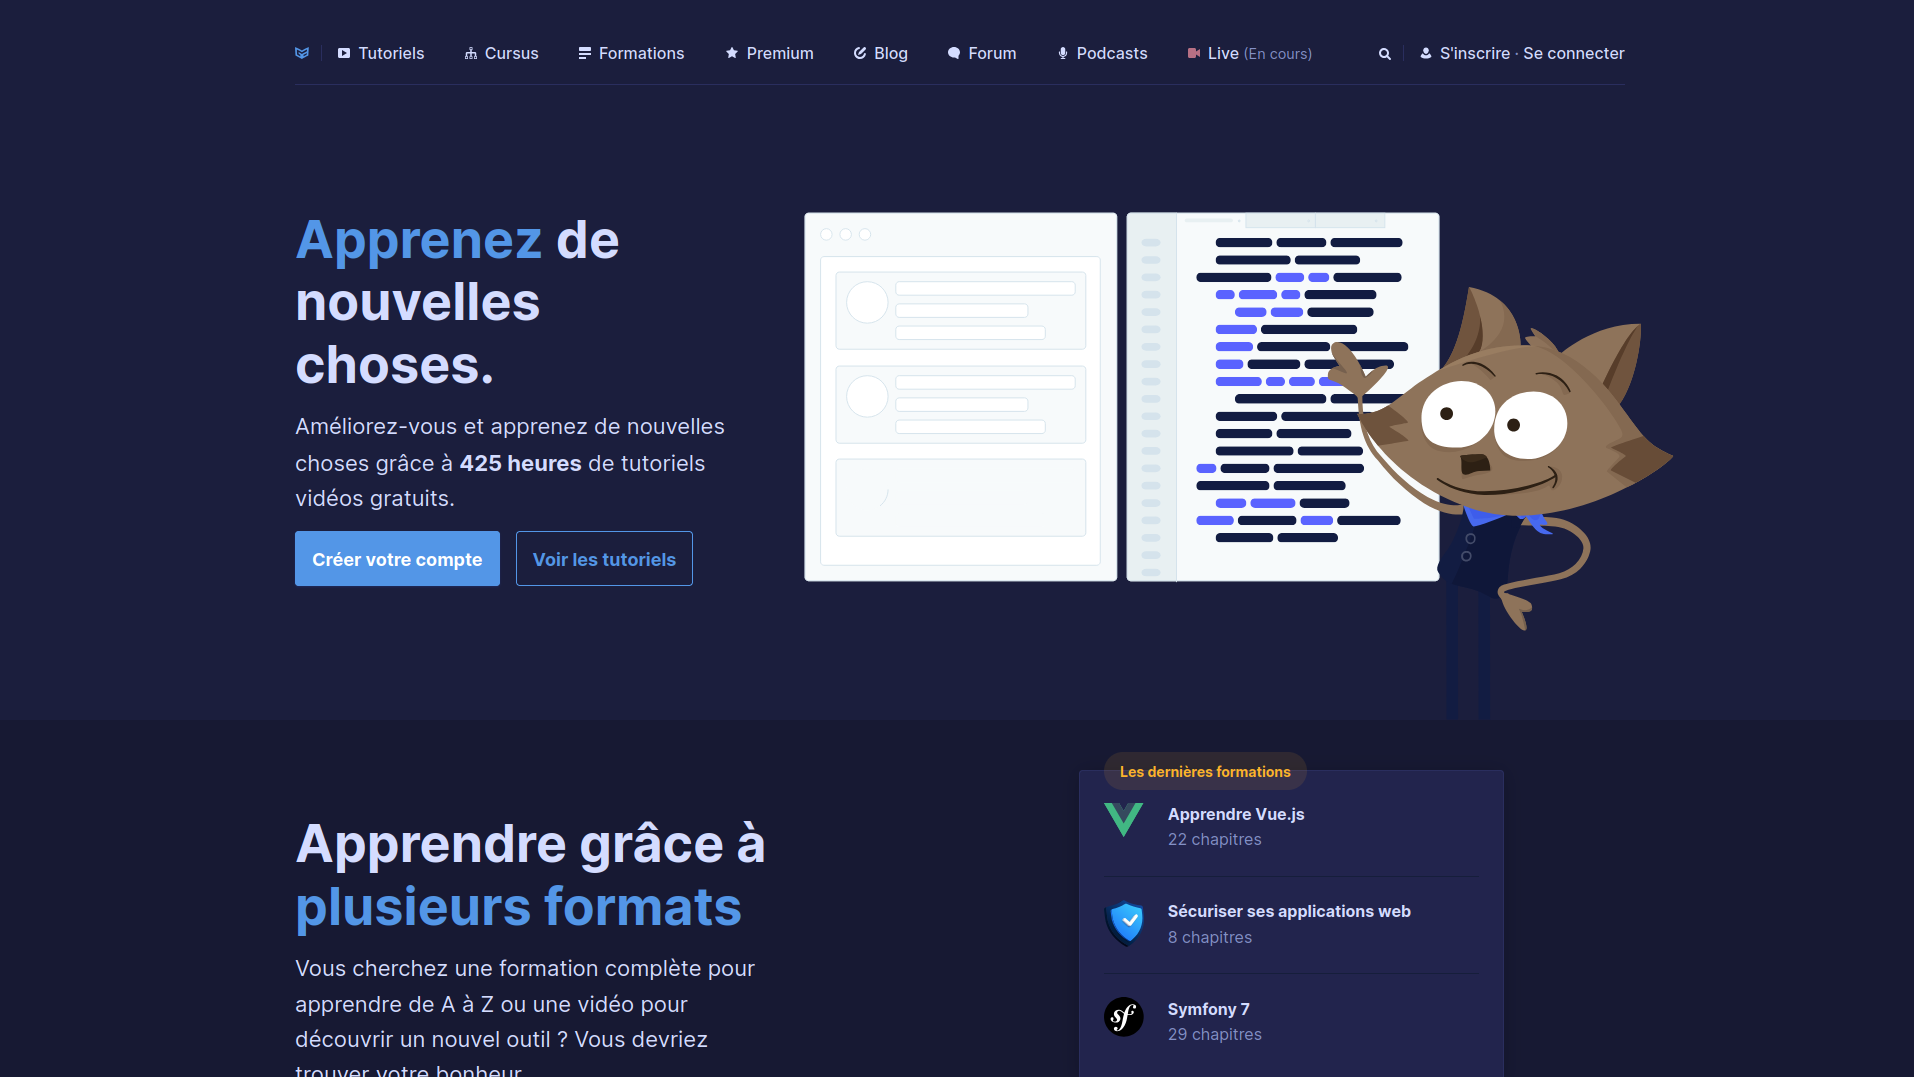 Tutoriels Cursus Formations Premium Blog Forum Podcasts Live (En cours) S'inscrire · Se connecter
Apprenez de
nouvelles
choses.
Améliorez-vous et apprenez de nouvelles
choses grâce à 425 heures de tutoriels
vidéos gratuits.
Créer votre compte Voir les tutoriels
Apprendre grâce à
plusieurs formats
Vous cherchez une formation complète pour
apprendre de A à Z ou une vidéo pour
découvrir un nouvel outil ? Vous devriez
trouver votre bonheur
Les dernières formations
Apprendre Vue.js
22 chapitres
Sécuriser ses applications web
8 chapitres
sf
Symfony 7
29 chapitres